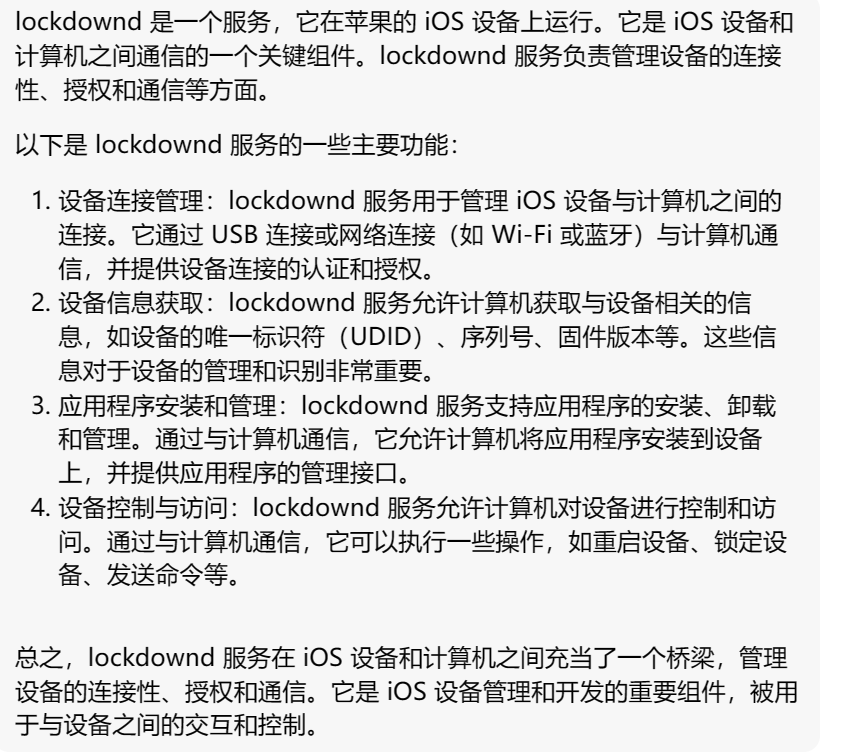 lockdownd 是一个服务，它在苹果的 iOS 设备上运行。它是 iOS 设备和
计算机之间通信的一个关键组件。lockdownd 服务负责管理设备的连接
性、授权和通信等方面。
以下是 lockdownd 服务的一些主要功能：
1. 设备连接管理：lockdownd 服务用于管理 iOS 设备与计算机之间的
连接。它通过 USB 连接或网络连接（如 Wi-Fi 或蓝牙）与计算机通
信，并提供设备连接的认证和授权。
2. 设备信息获取：lockdownd 服务允许计算机获取与设备相关的信
息，如设备的唯一标识符（UDID）、序列号、固件版本等。这些信
息对于设备的管理和识别非常重要。
3. 应用程序安装和管理：lockdownd 服务支持应用程序的安装、卸载
和管理。通过与计算机通信，它允许计算机将应用程序安装到设备
上，并提供应用程序的管理接口。
4. 设备控制与访问：lockdownd 服务允许计算机对设备进行控制和访
问。通过与计算机通信，它可以执行一些操作，如重启设备、锁定设
备、发送命令等。
总之，lockdownd 服务在 iOS 设备和计算机之间充当了一个桥梁，管理
设备的连接性、授权和通信。它是 iOS 设备管理和开发的重要组件，被用
于与设备之间的交互和控制。